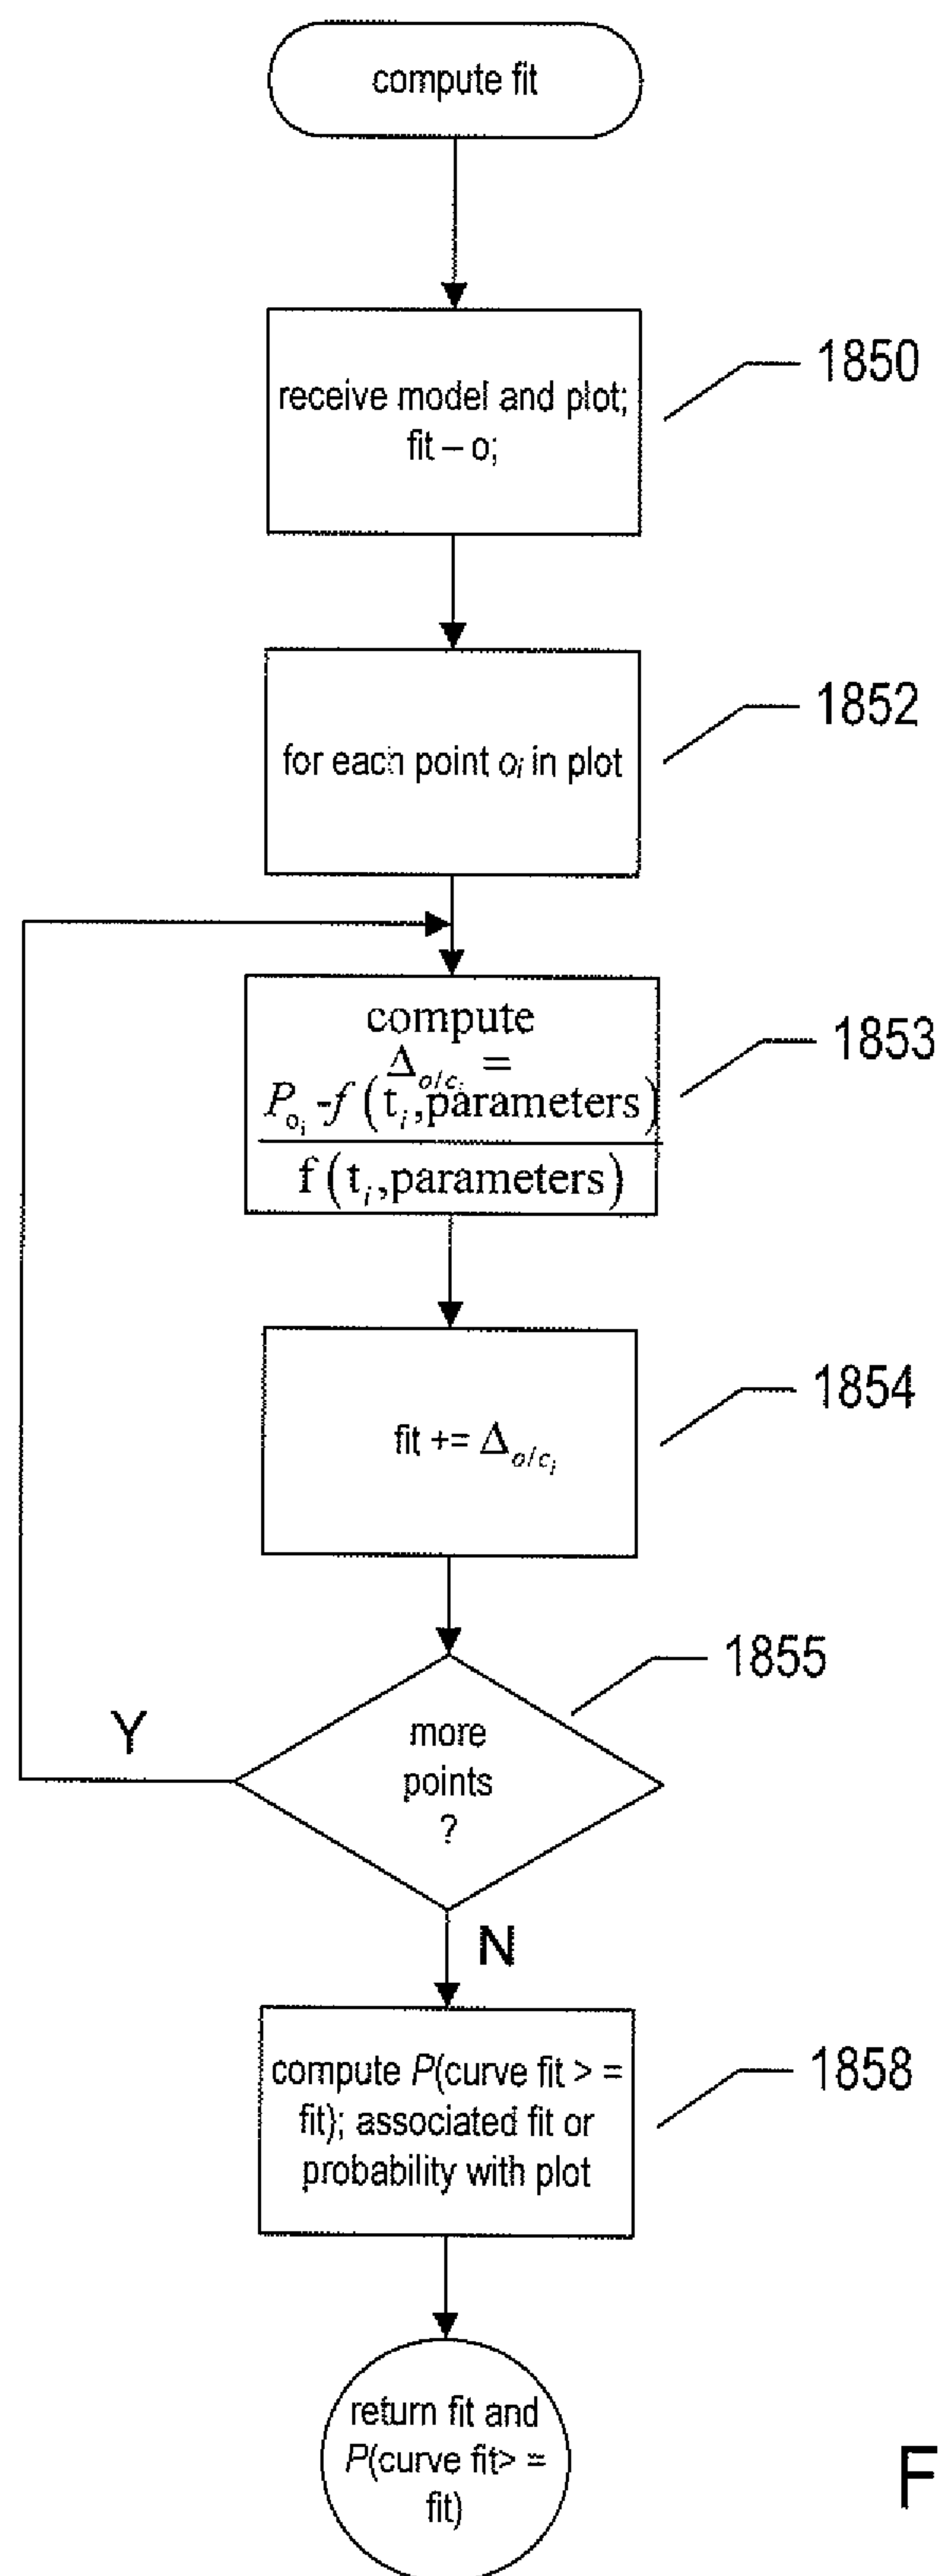 compute fit
receive model and plot;
fit – o;
1850
for each point oi in plot
1852
compute
Δo/ci =
Poi -f (ti,parameters)
f (ti,parameters)
1853
fit += Δo/ci
1854
more
points
?
1855
Y
N
compute P(curve fit > =
fit); associated fit or
probability with plot
1858
return fit and
P(curve fit> =
fit)
F